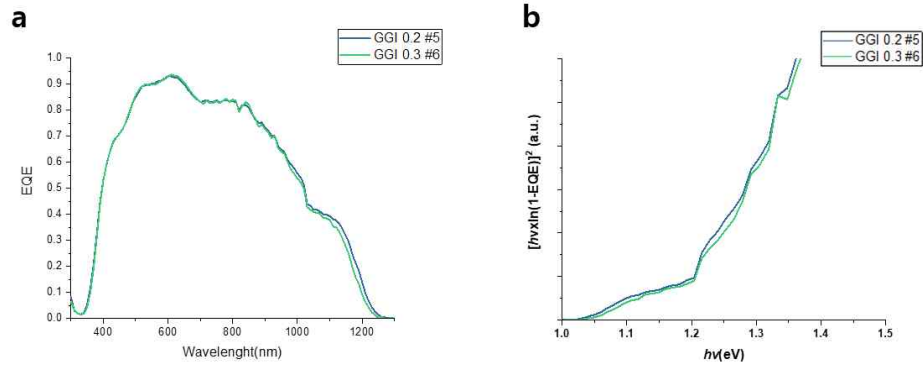 a
GGI 0.2 #5
GGI 0.3 #6
1.0
0.9
0.8
0.7
0.6
0.5
0.4
0.3
0.2
0.1
0.0
EQE
400
600
800
1000
1200
Wavelenght(nm)
b
GGI 0.2 #5
GGI 0.3 #6
[hνxln(1-EQE)]² (a.u.)
1.0
1.1
1.2
1.3
1.4
1.5
hν(eV)